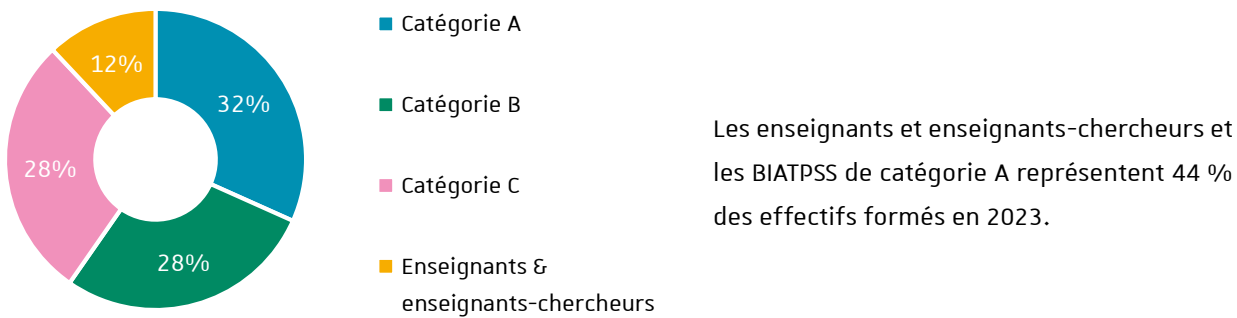 12%
32%
28%
28%
Catégorie A
Catégorie B
Catégorie C
Enseignants &
enseignants-chercheurs
Les enseignants et enseignants-chercheurs et
les BIATPSS de catégorie A représentent 44 %
des effectifs formés en 2023.